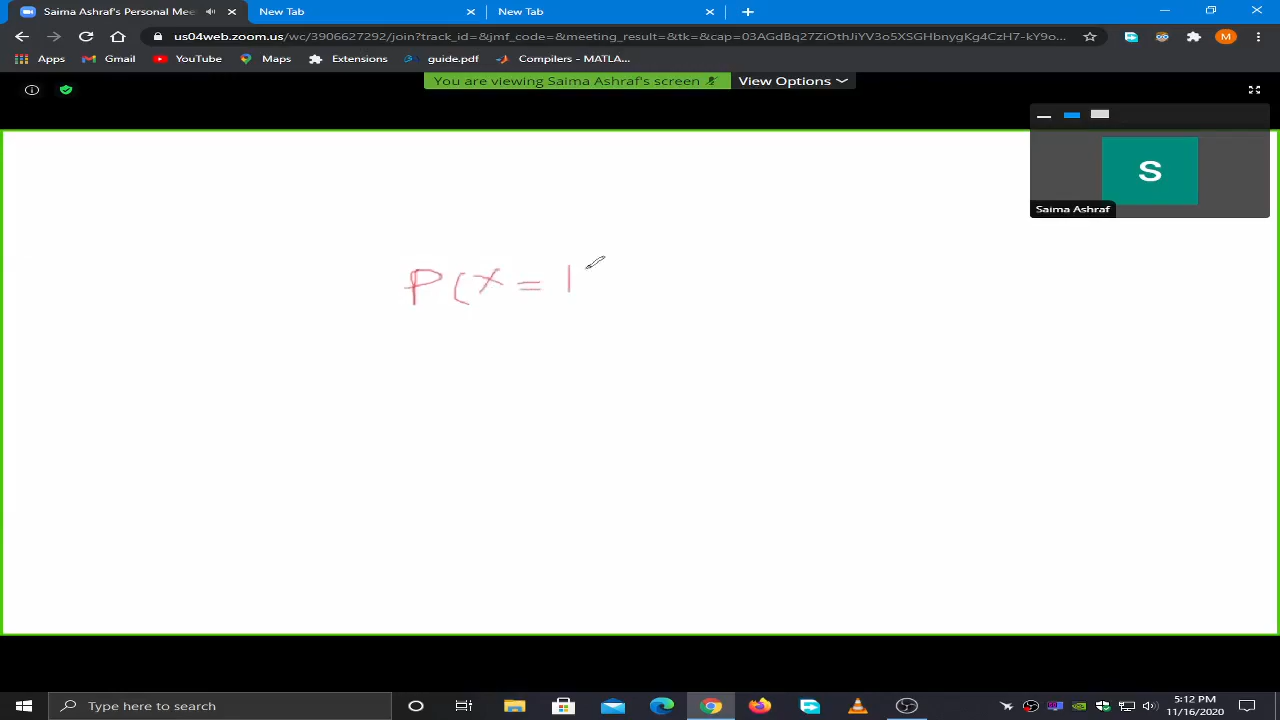 Saima Ashraf's Personal Mee
New Tab
New Tab
us04web.zoom.us/wc/3906627292/join?track_id=&jmf_code=&meeting_result=&tk=&cap=03AGdBq27ZiOthJiYV3o5XSGHbnygKg4CzH7-kY9o...
M
Apps
Gmail
YouTube
Maps
Extensions
guide.pdf
Compilers - MATLA...
You are viewing Saima Ashraf's screen
View Options
S
Saima Ashraf
P(X = 1
Type here to search
5:12 PM
11/16/2020